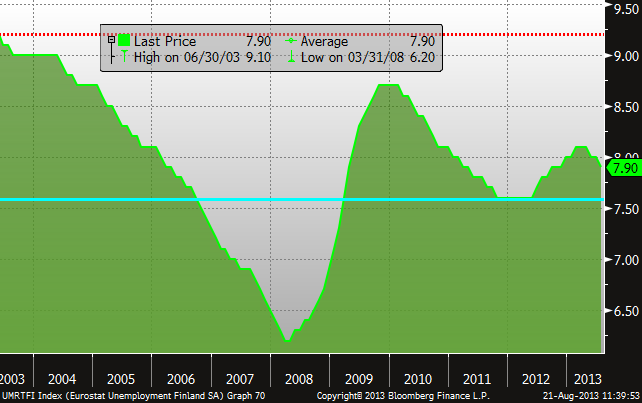 9.50
Last Price 7.90 Average 7.90
High on 06/30/03 9.10 Low on 03/31/08 6.20
9.00
8.50
8.00
7.90
7.50
7.00
6.50
2003 2004 2005 2006 2007 2008 2009 2010 2011 2012 2013
UMRTFI Index (Eurostat Unemployment Finland SA) Graph 70 Copyright© 2013 Bloomberg Finance L.P. 21-Aug-2013 11:39:53